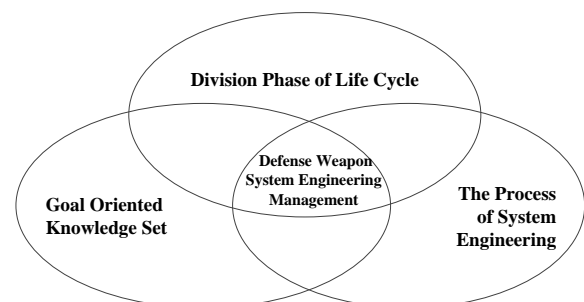 Division Phase of Life Cycle
Defense Weapon
System Engineering
Management
Goal Oriented
Knowledge Set
The Process
of System
Engineering